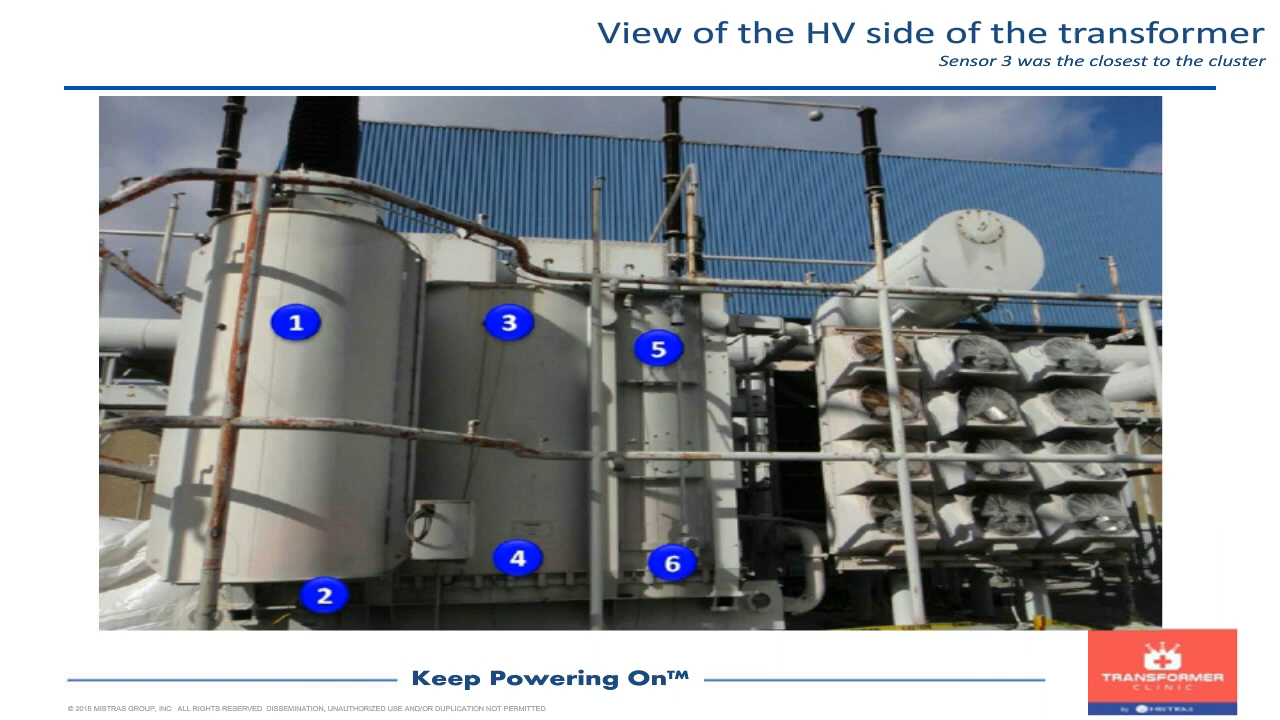 View of the HV side of the transformer
Sensor 3 was the closest to the cluster
1
3
5
4
6
2
Keep Powering On™
TRANSFORMER
CLINIC
by MISTRAS
© 2015 MISTRAS GROUP, INC ALL RIGHTS RESERVED DISSEMINATION, UNAUTHORIZED USE AND/OR DUPLICATION NOT PERMITTED